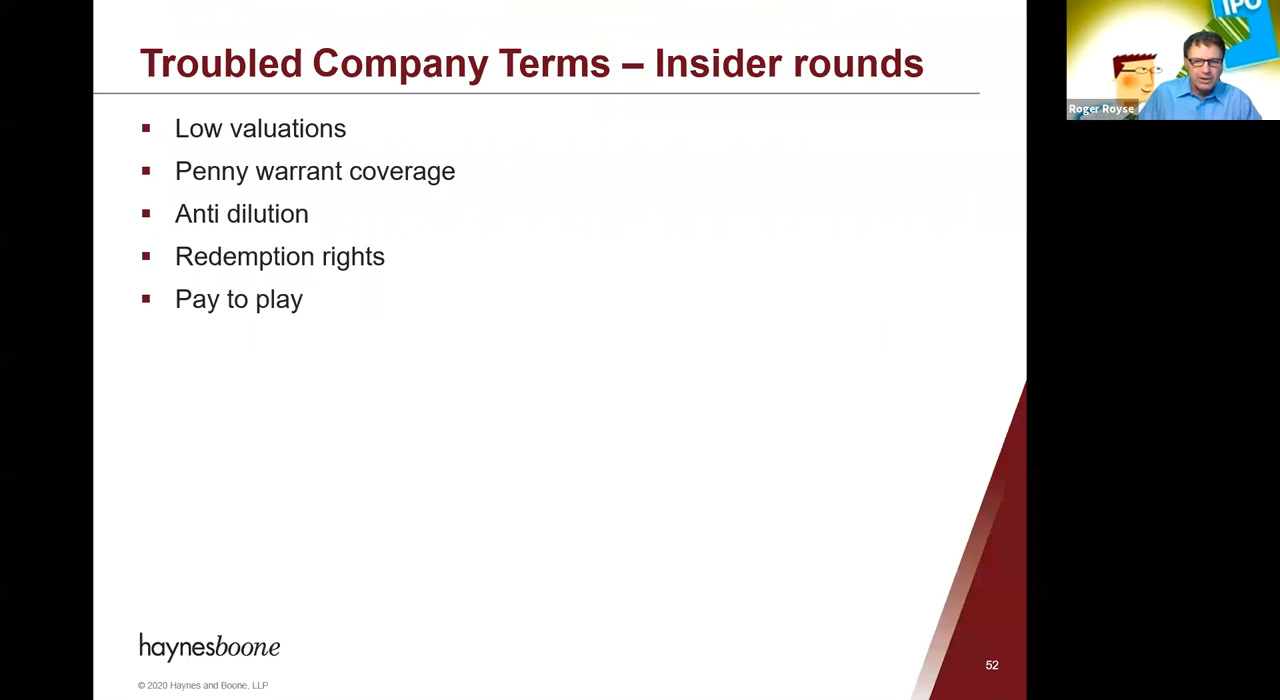 Troubled Company Terms – Insider rounds
▪ Low valuations
▪ Penny warrant coverage
▪ Anti dilution
▪ Redemption rights
▪ Pay to play
haynesboone
© 2020 Haynes and Boone, LLP
52
IPO
Roger Royse